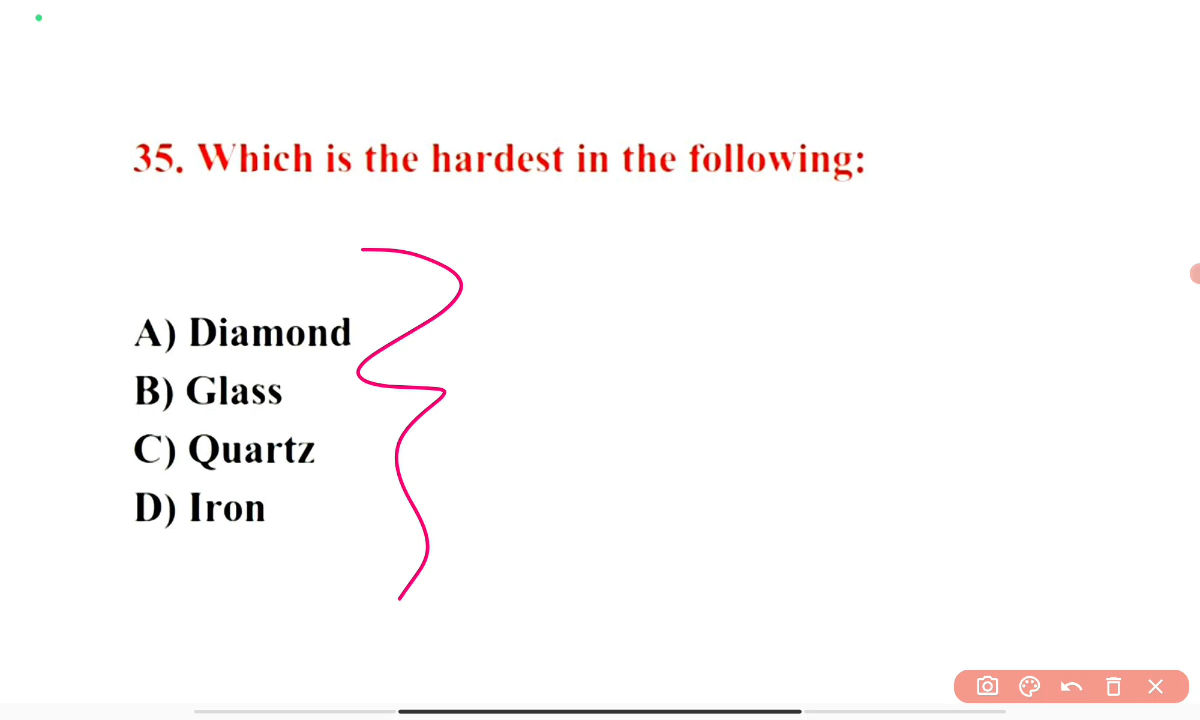 35. Which is the hardest in the following:
A) Diamond
B) Glass
C) Quartz
D) Iron